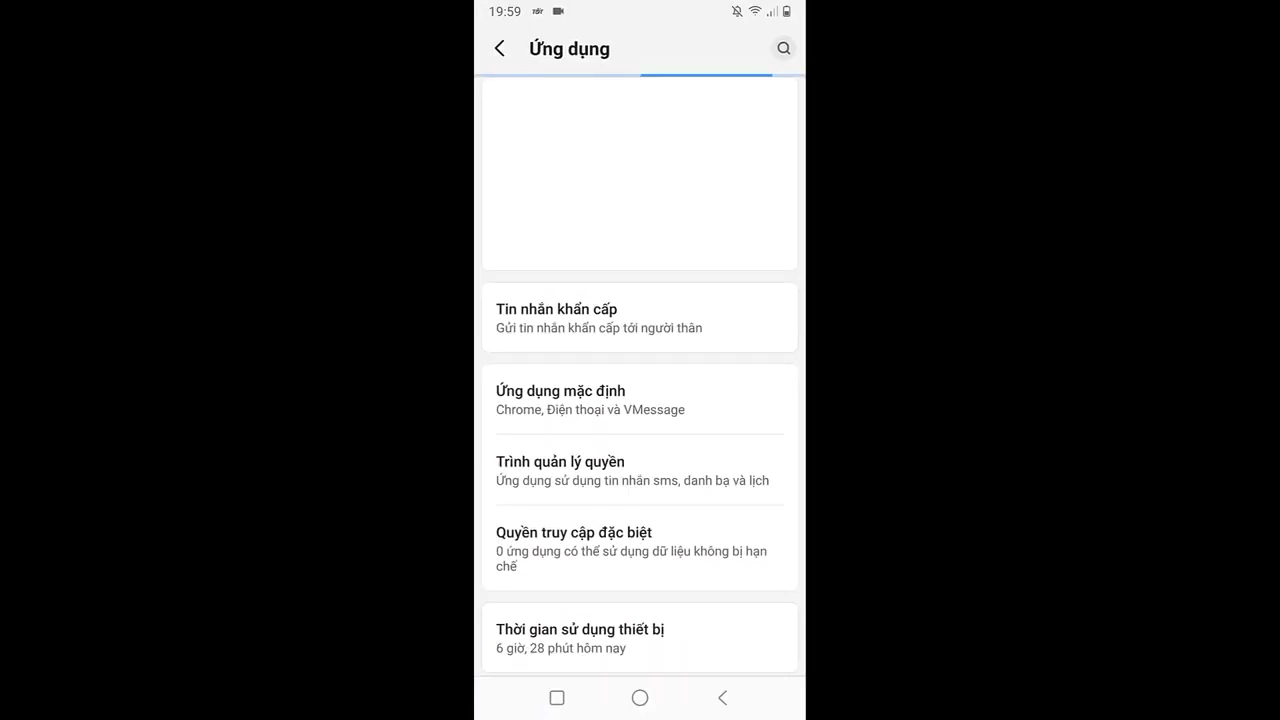 19:59
Ứng dụng
Tin nhắn khẩn cấp
Gửi tin nhắn khẩn cấp tới người thân
Ứng dụng mặc định
Chrome, Điện thoại và VMessage
Trình quản lý quyền
Ứng dụng sử dụng tin nhắn sms, danh bạ và lịch
Quyền truy cập đặc biệt
0 ứng dụng có thể sử dụng dữ liệu không bị hạn
chế
Thời gian sử dụng thiết bị
6 giờ, 28 phút hôm nay